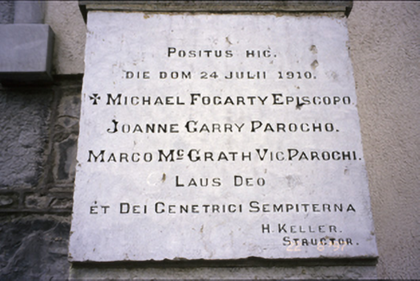 POSITUS HIC.
DIE DOM 24 JULII 1910.
✝ MICHAEL FOGARTY EPISCOPO.
JOANNE GARRY PAROCHO.
MARCO McGRATH VIC PAROCHI.
LAUS DEO
ET DEI GENETRICI SEMPITERNA
H. KELLER.
STRUCTOR.